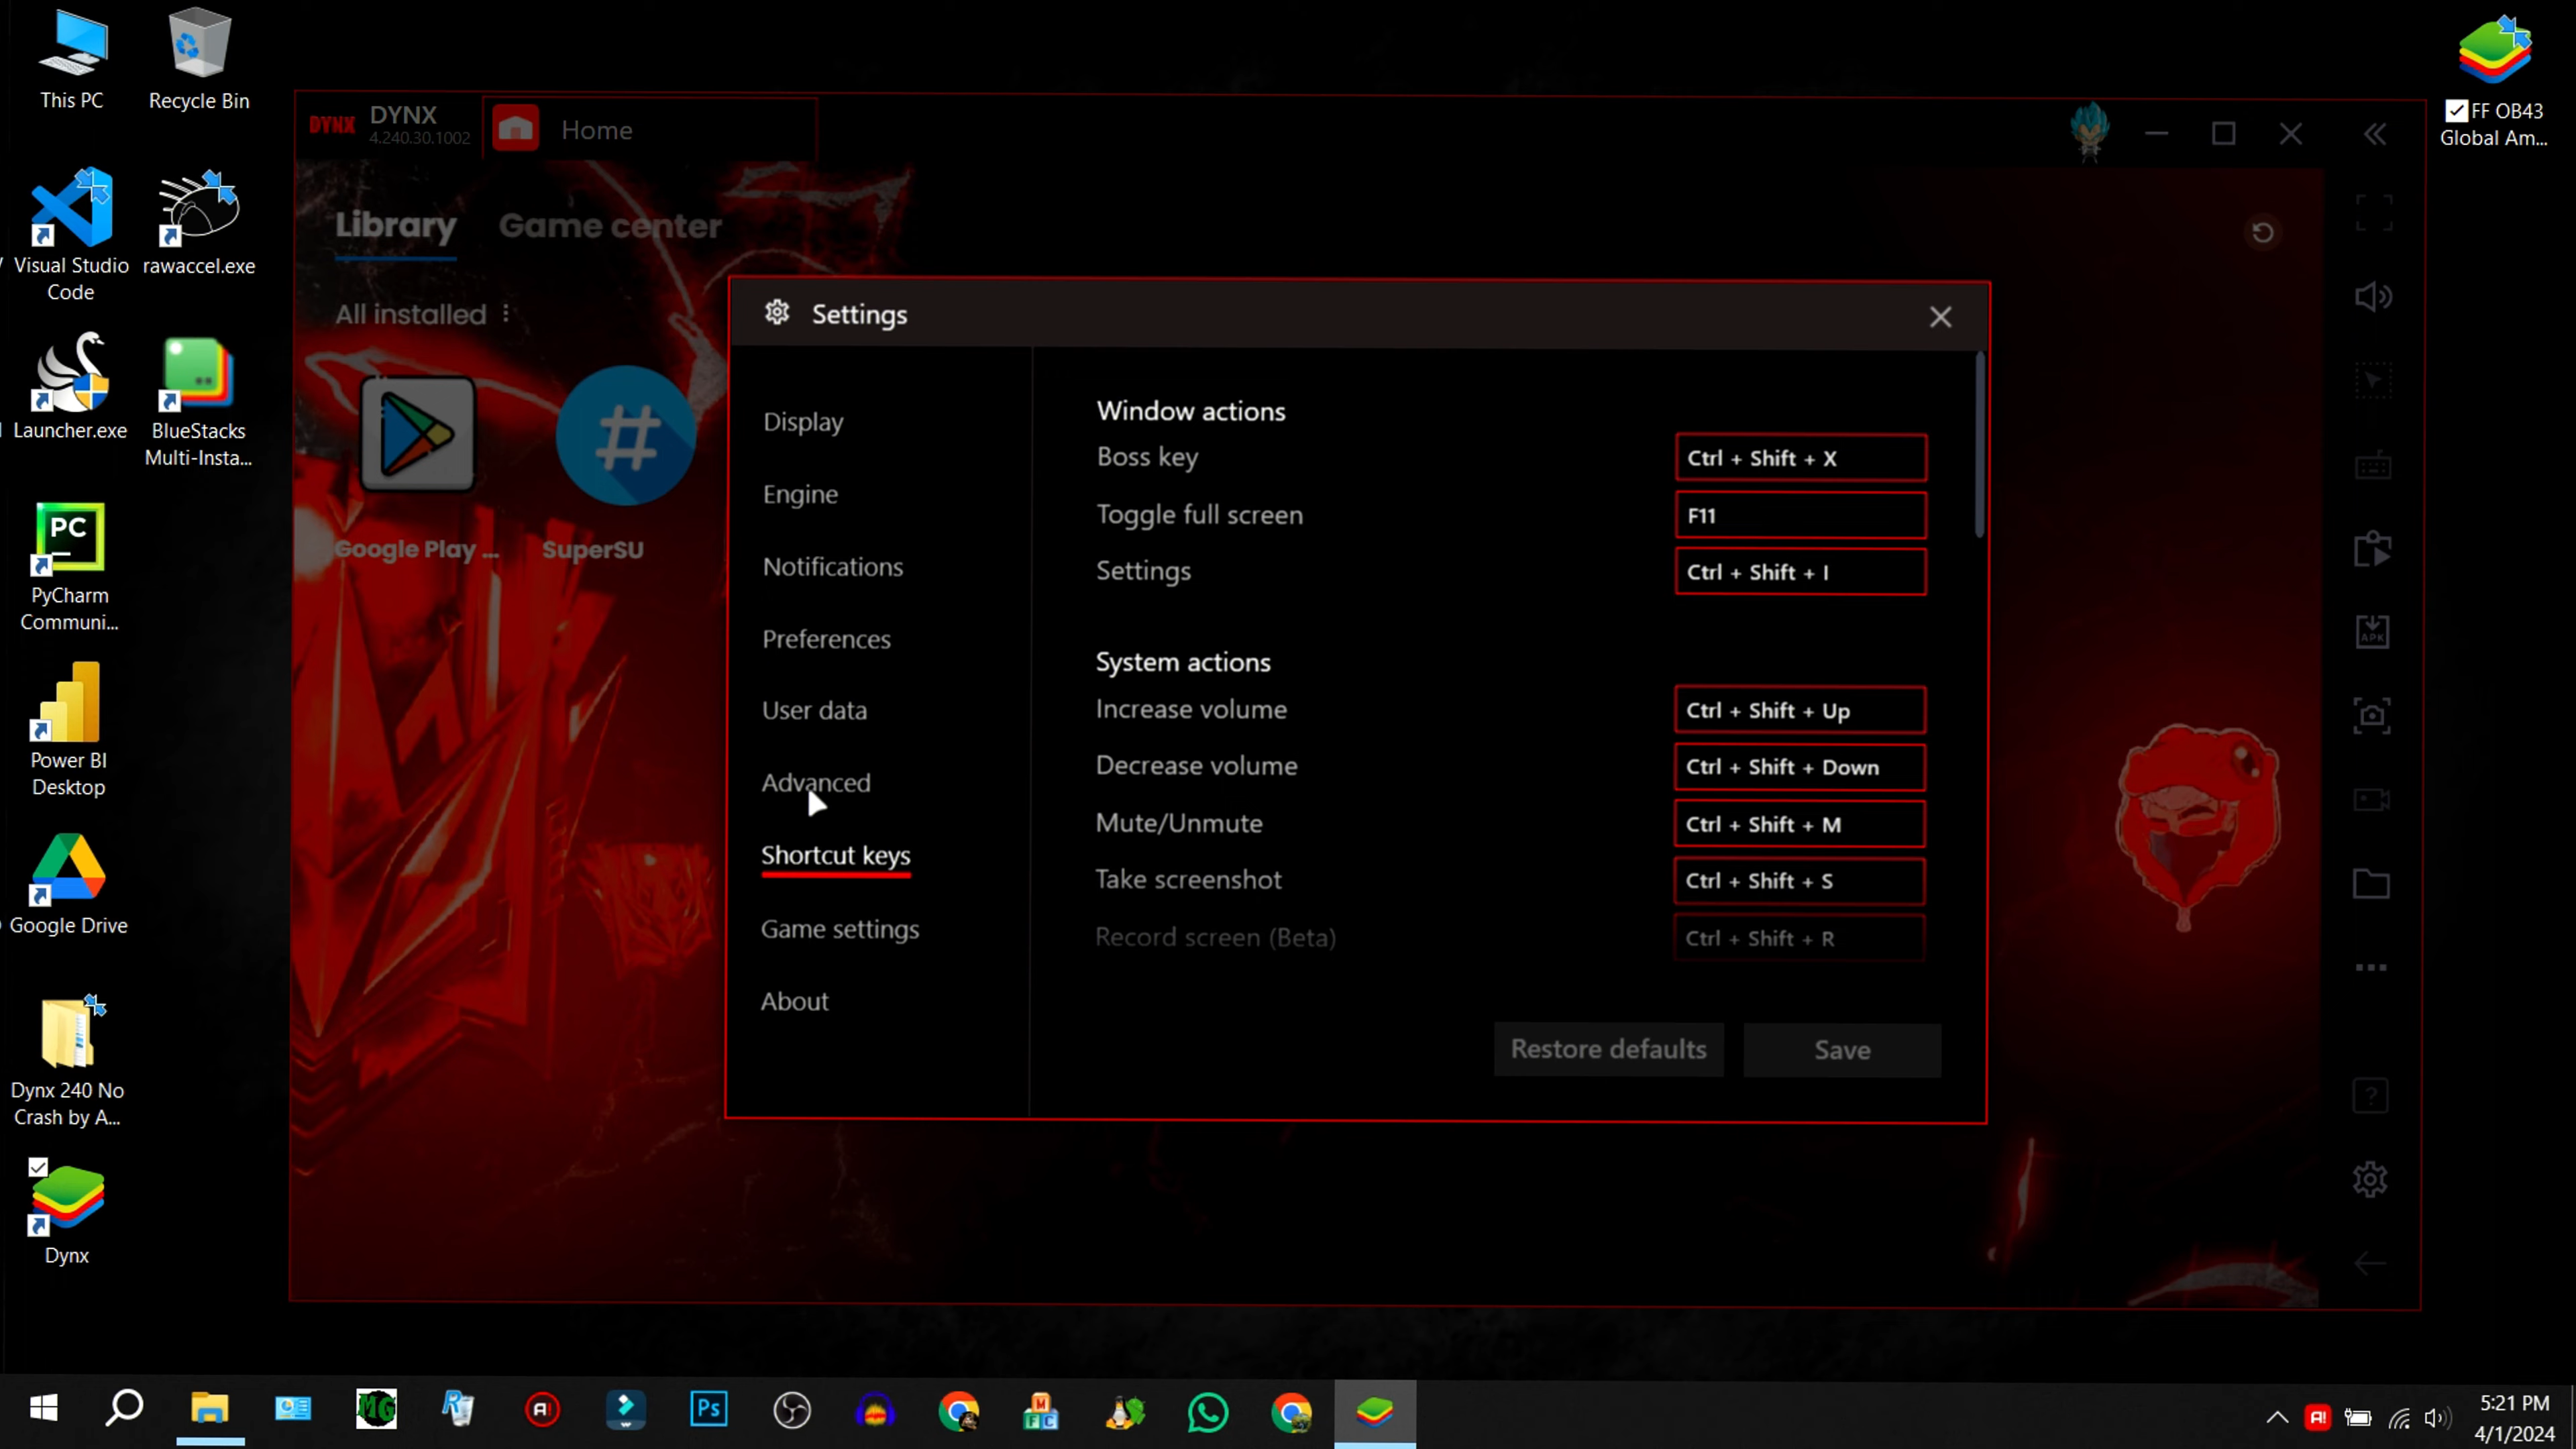 This PC
Recycle Bin
Visual Studio
Code
rawaccel.exe
Launcher.exe
BlueStacks
Multi-Insta...
PC
PyCharm
Communi...
Power BI
Desktop
Google Drive
Dynx 240 No
Crash by A...
Dynx
FF OB43
Global Am...
DYNX
DYNX
4.240.30.1002
Home
Library
Game center
All installed
Google Play ...
SuperSU
APK
Settings
Display
Engine
Notifications
Preferences
User data
Advanced
Shortcut keys
Game settings
About
Window actions
Boss key
Ctrl + Shift + X
Toggle full screen
F11
Settings
Ctrl + Shift + I
System actions
Increase volume
Ctrl + Shift + Up
Decrease volume
Ctrl + Shift + Down
Mute/Unmute
Ctrl + Shift + M
Take screenshot
Ctrl + Shift + S
Record screen (Beta)
Ctrl + Shift + R
Restore defaults
Save
MG
A!
Ps
M
F C
A!
5:21 PM
4/1/2024